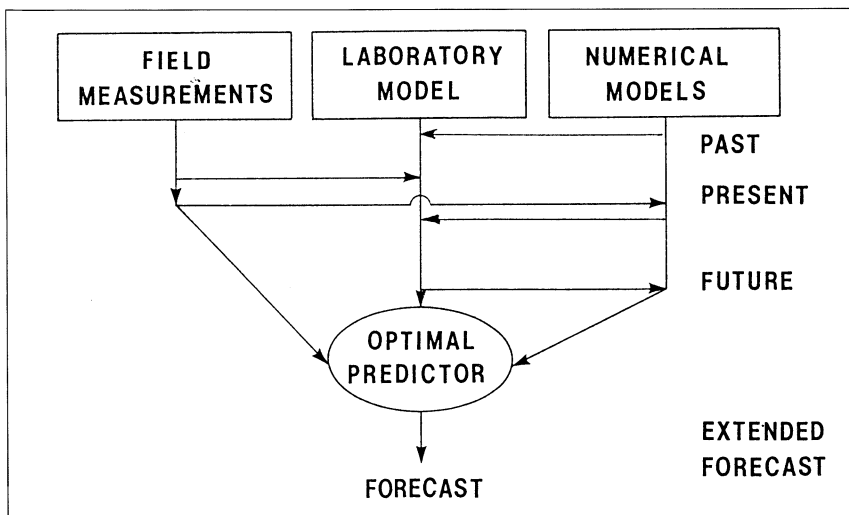 FIELD
MEASUREMENTS
LABORATORY
MODEL
NUMERICAL
MODELS
PAST
PRESENT
FUTURE
OPTIMAL
PREDICTOR
EXTENDED
FORECAST
FORECAST